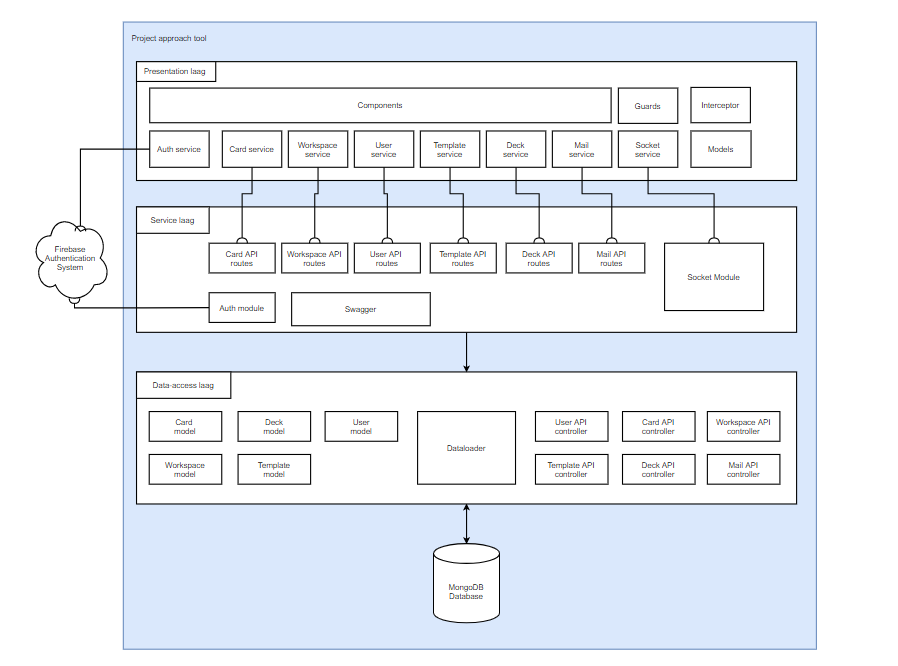 Project approach tool
Presentation laag
Components
Guards
Interceptor
Auth service
Card service
Workspace
service
User
service
Template
service
Deck
service
Mail
service
Socket
service
Models
Service laag
Firebase
Authentication
System
Card API
routes
Workspace API
routes
User API
routes
Template API
routes
Deck API
routes
Mail API
routes
Socket Module
Auth module
Swagger
Data-access laag
Card
model
Deck
model
User
model
Dataloader
User API
controller
Card API
controller
Workspace API
controller
Workspace
model
Template
model
Template API
controller
Deck API
controller
Mail API
controller
MongoDB
Database